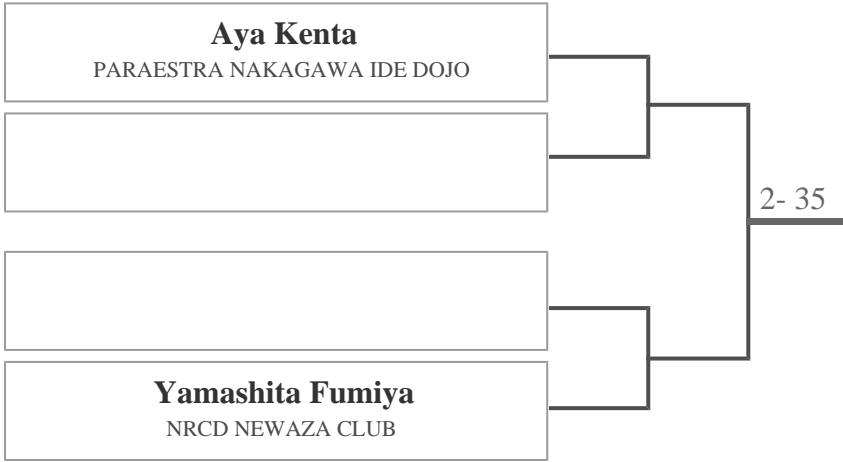 Aya Kenta
PARAESTRA NAKAGAWA IDE DOJO
2- 35
Yamashita Fumiya
NRCD NEWAZA CLUB